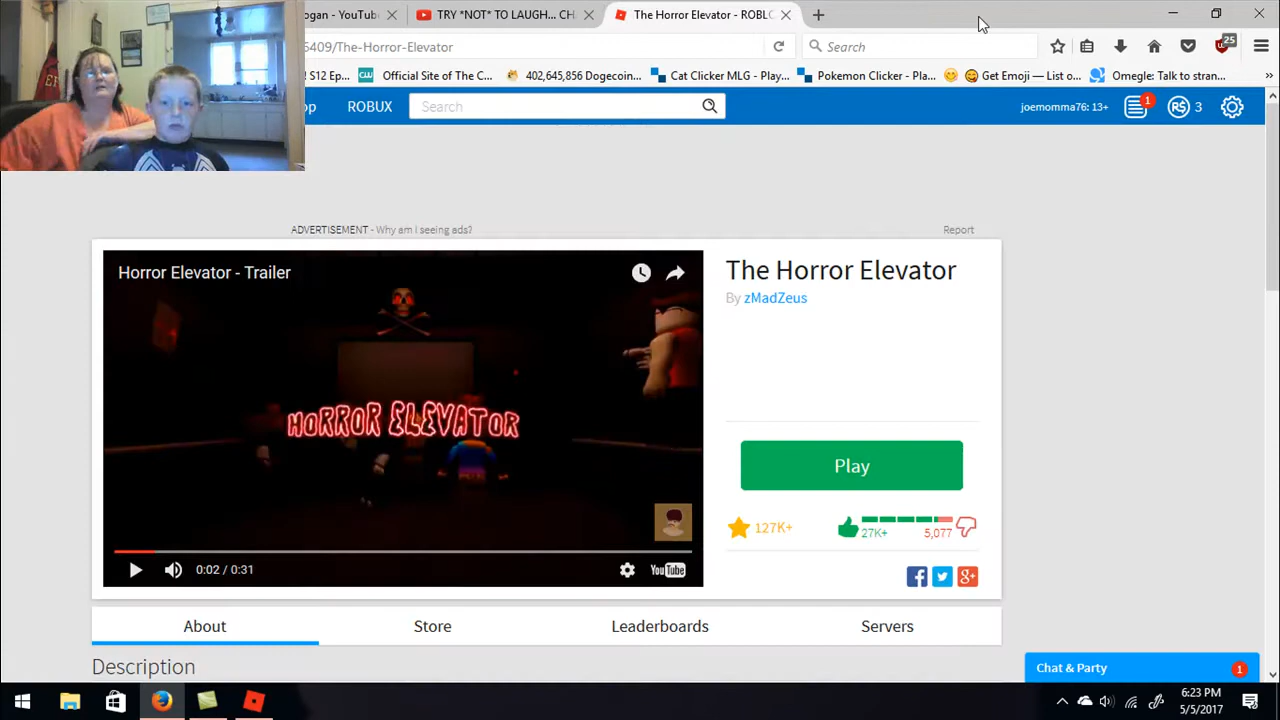 ogan - YouTube
TRY *NOT* TO LAUGH... CH
The Horror Elevator - ROBLO
5409/The-Horror-Elevator
Search
25
! S12 Ep...
CW Official Site of The C...
402,645,856 Dogecoin...
Cat Clicker MLG - Play...
Pokemon Clicker - Pla...
Get Emoji — List o...
Omegle: Talk to stran...
op
ROBUX
Search
joemomma76: 13+
1
R$ 3
ADVERTISEMENT - Why am I seeing ads?
Report
Horror Elevator - Trailer
HORROR ELEVATOR
0:02 / 0:31
YouTube
The Horror Elevator
By zMadZeus
Play
127K+
27K+
5,077
About
Store
Leaderboards
Servers
Description
Chat & Party
1
6:23 PM
5/5/2017